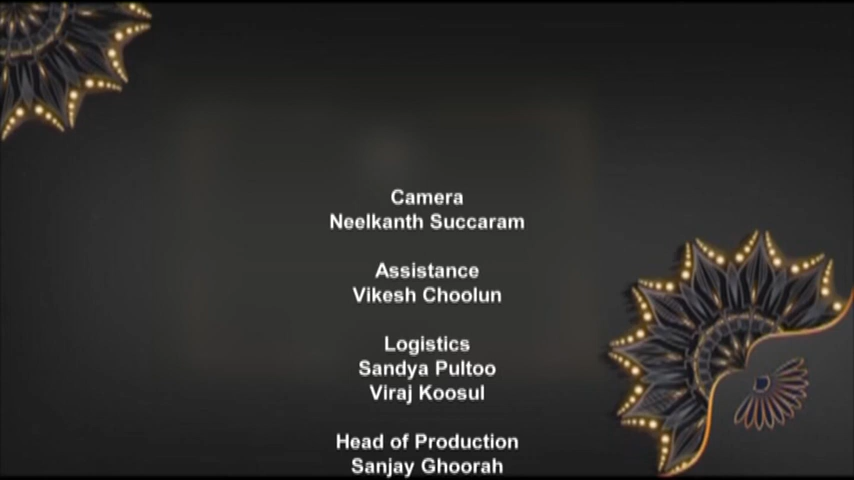 Camera
Neelkanth Succaram
Assistance
Vikesh Choolun
Logistics
Sandya Pultoo
Viraj Koosul
Head of Production
Sanjay Ghoorah